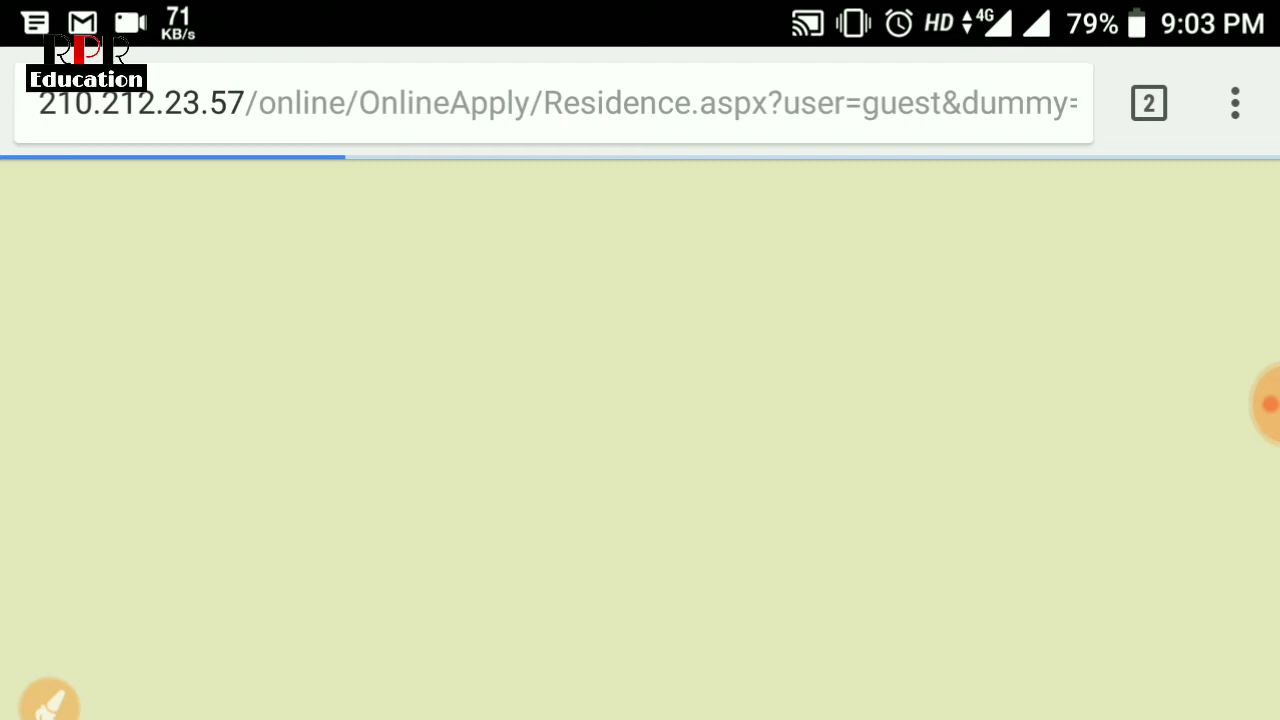 71
KB/s
HD 4G 79% 9:03 PM
RPR
Education
210.212.23.57/online/OnlineApply/Residence.aspx?user=guest&dummy=
2